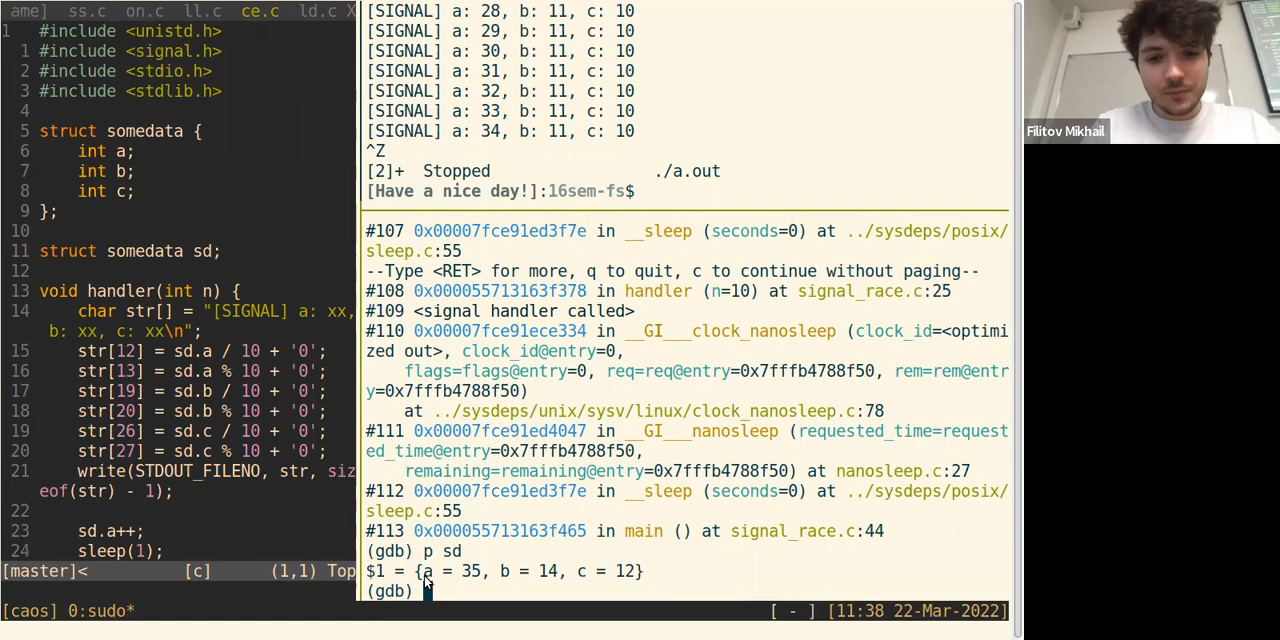 ame] ss.c on.c ll.c ce.c ld.c X
1 #include <unistd.h>
1 #include <signal.h>
2 #include <stdio.h>
3 #include <stdlib.h>
4
5 struct somedata {
6 int a;
7 int b;
8 int c;
9 };
10
11 struct somedata sd;
12
13 void handler(int n) {
14 char str[] = "[SIGNAL] a: xx,
b: xx, c: xx\n";
15 str[12] = sd.a / 10 + '0';
16 str[13] = sd.a % 10 + '0';
17 str[19] = sd.b / 10 + '0';
18 str[20] = sd.b % 10 + '0';
19 str[26] = sd.c / 10 + '0';
20 str[27] = sd.c % 10 + '0';
21 write(STDOUT_FILENO, str, siz
eof(str) - 1);
22
23 sd.a++;
24 sleep(1);
[master]< [c] (1,1) Top
[SIGNAL] a: 28, b: 11, c: 10
[SIGNAL] a: 29, b: 11, c: 10
[SIGNAL] a: 30, b: 11, c: 10
[SIGNAL] a: 31, b: 11, c: 10
[SIGNAL] a: 32, b: 11, c: 10
[SIGNAL] a: 33, b: 11, c: 10
[SIGNAL] a: 34, b: 11, c: 10
^Z
[2]+ Stopped ./a.out
[Have a nice day!]:16sem-fs$
#107 0x00007fce91ed3f7e in __sleep (seconds=0) at ../sysdeps/posix/
sleep.c:55
--Type <RET> for more, q to quit, c to continue without paging--
#108 0x000055713163f378 in handler (n=10) at signal_race.c:25
#109 <signal handler called>
#110 0x00007fce91ece334 in __GI___clock_nanosleep (clock_id=<optimi
zed out>, clock_id@entry=0,
flags=flags@entry=0, req=req@entry=0x7fffb4788f50, rem=rem@entr
y=0x7fffb4788f50)
at ../sysdeps/unix/sysv/linux/clock_nanosleep.c:78
#111 0x00007fce91ed4047 in __GI___nanosleep (requested_time=request
ed_time@entry=0x7fffb4788f50,
remaining=remaining@entry=0x7fffb4788f50) at nanosleep.c:27
#112 0x00007fce91ed3f7e in __sleep (seconds=0) at ../sysdeps/posix/
sleep.c:55
#113 0x000055713163f465 in main () at signal_race.c:44
(gdb) p sd
$1 = {a = 35, b = 14, c = 12}
(gdb)
[caos] 0:sudo* [ - ] [11:38 22-Mar-2022]
Filitov Mikhail